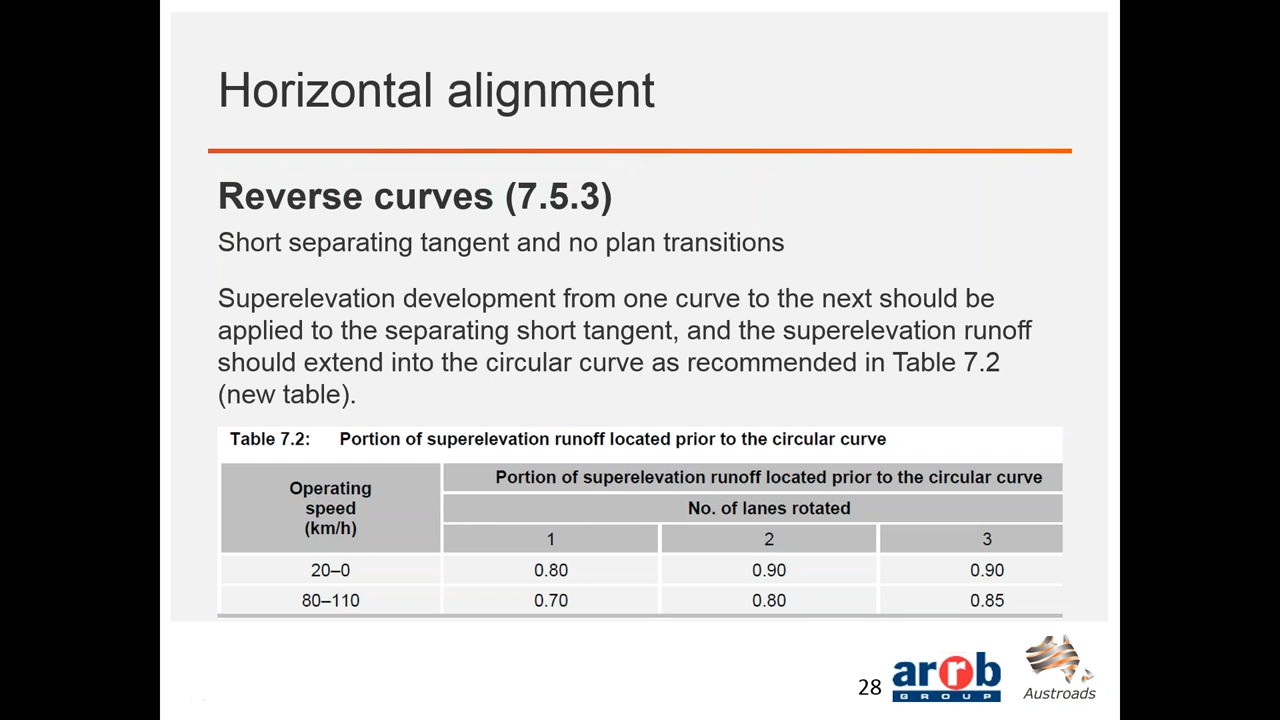 Horizontal alignment
Reverse curves (7.5.3)
Short separating tangent and no plan transitions
Superelevation development from one curve to the next should be
applied to the separating short tangent, and the superelevation runoff
should extend into the circular curve as recommended in Table 7.2
(new table).
Table 7.2: Portion of superelevation runoff located prior to the circular curve
Operating
speed
(km/h)
Portion of superelevation runoff located prior to the circular curve
No. of lanes rotated
1 2 3
20–0 0.80 0.90 0.90
80–110 0.70 0.80 0.85
28
arrb
GROUP
Austroads